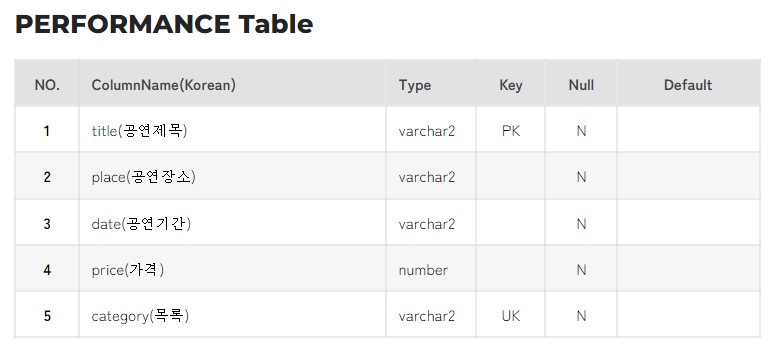 PERFORMANCE Table
NO. ColumnName(Korean) Type Key Null Default
1 title(공연제목) varchar2 PK N
2 place(공연장소) varchar2 N
3 date(공연기간) varchar2 N
4 price(가격) number N
5 category(목록) varchar2 UK N